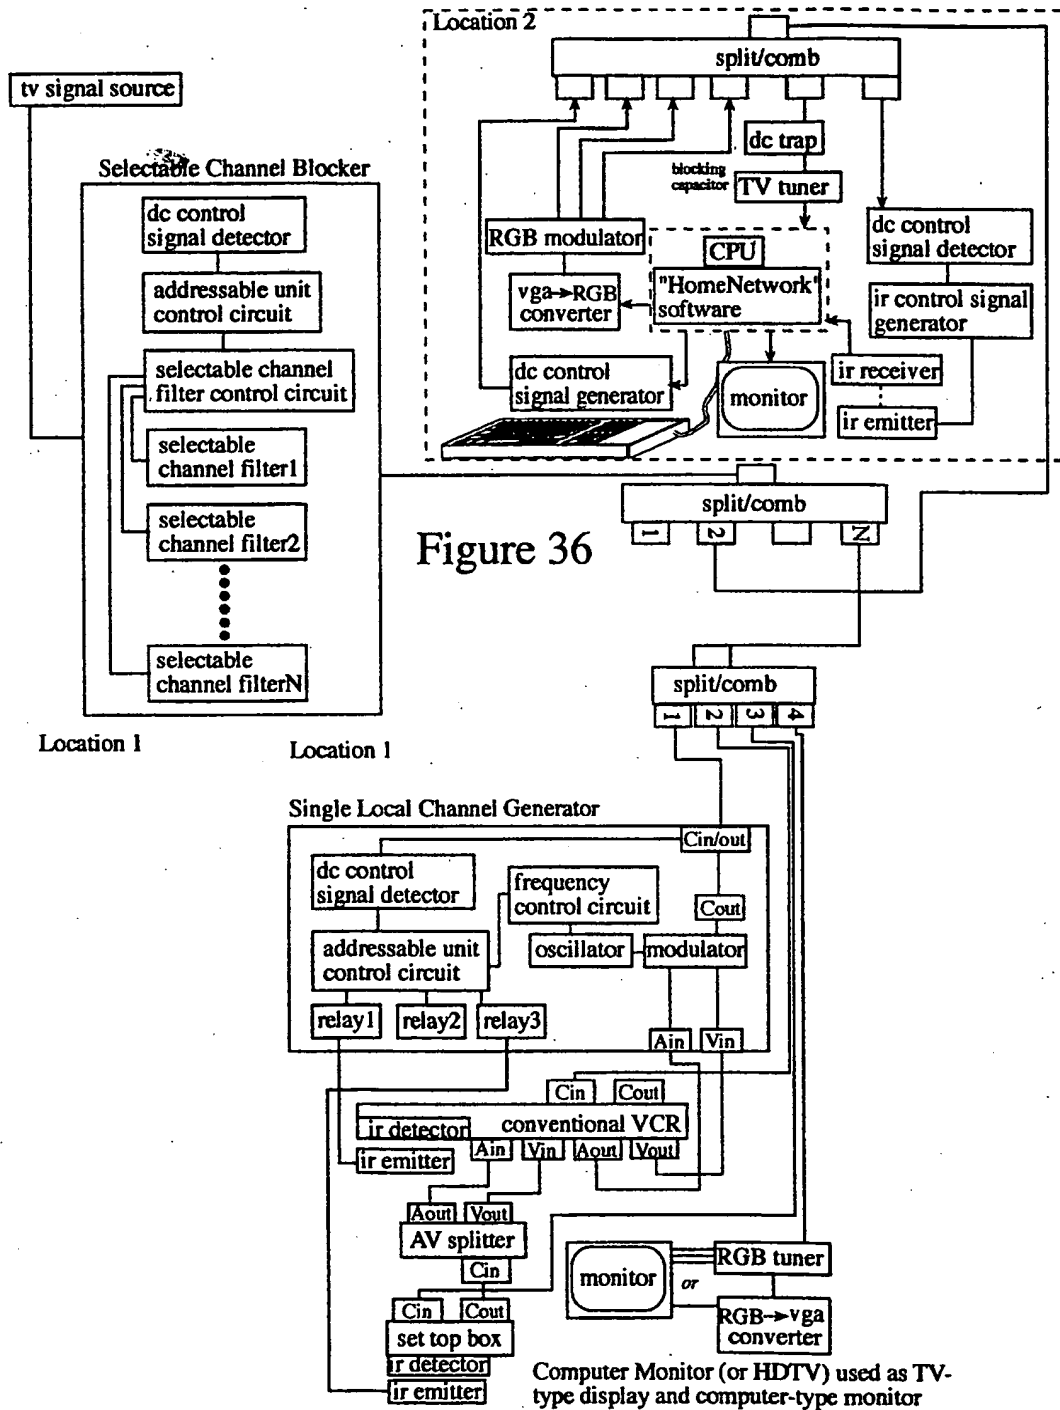 Location 2
split/comb
tv signal source
dc trap
blocking
capacitor
TV tuner
Selectable Channel Blocker
dc control
signal detector
addressable unit
control circuit
selectable channel
filter control circuit
selectable
channel filter1
selectable
channel filter2
selectable
channel filterN
Location 1
RGB modulator
CPU
"HomeNetwork"
software
vga→RGB
converter
dc control
signal detector
ir control signal
generator
dc control
signal generator
monitor
ir receiver
ir emitter
split/comb
1
2
N
Figure 36
split/comb
1
2
3
4
Location 1
Single Local Channel Generator
Cin/out
dc control
signal detector
frequency
control circuit
Cout
addressable unit
control circuit
oscillator
modulator
relay1
relay2
relay3
Ain
Vin
Cin
Cout
ir detector
conventional VCR
ir emitter
Ain
Vin
Aout
Vout
Aout
Vout
AV splitter
Cin
Cin
Cout
set top box
ir detector
ir emitter
monitor
or
RGB tuner
RGB→vga
converter
Computer Monitor (or HDTV) used as TV-
type display and computer-type monitor